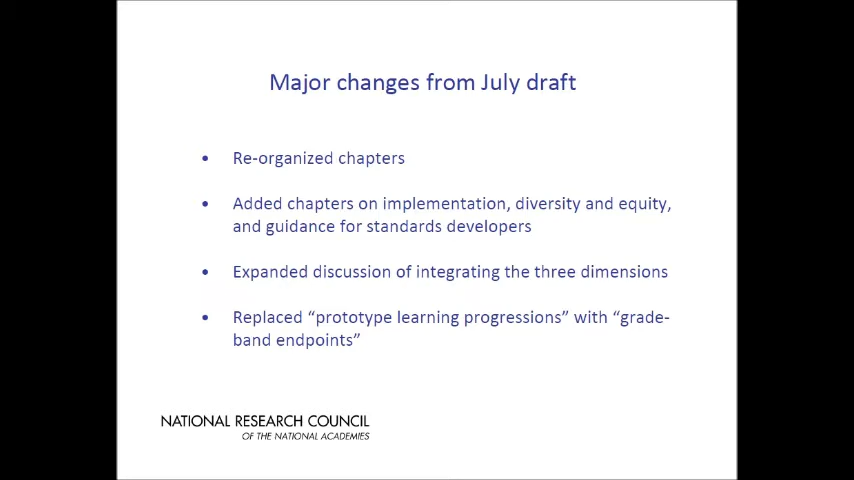 Major changes from July draft
• Re-organized chapters
• Added chapters on implementation, diversity and equity,
and guidance for standards developers
• Expanded discussion of integrating the three dimensions
• Replaced “prototype learning progressions” with “grade-
band endpoints”
NATIONAL RESEARCH COUNCIL
OF THE NATIONAL ACADEMIES